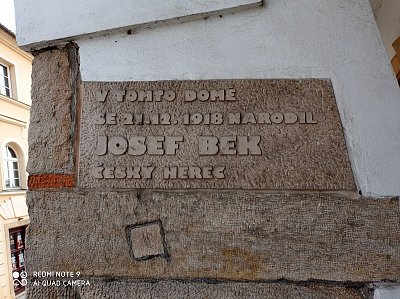 V TOMTO DOMĚ
SE 21.12.1918 NARODIL
JOSEF BEK
ČESKÝ HEREC
REDMI NOTE 9
AI QUAD CAMERA